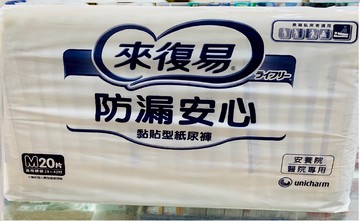 來復易
ライフリー
防漏安心
黏貼型紙尿褲
M 20片
安養院
醫院專用
unicharm